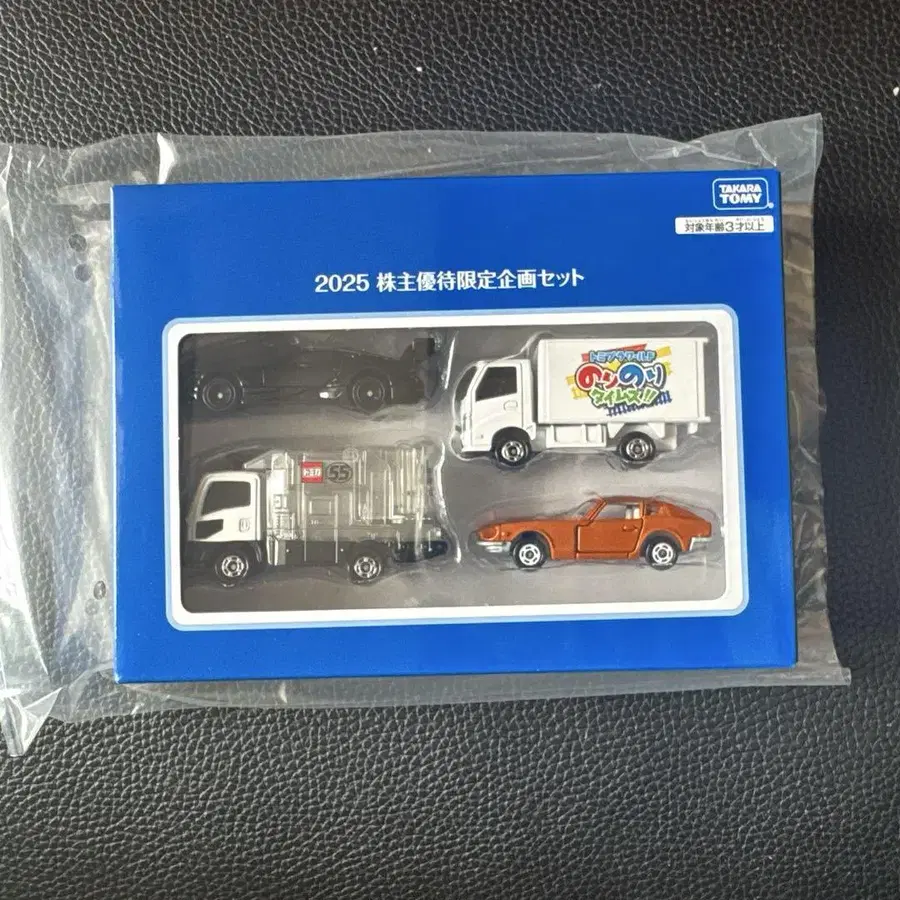 TAKARA
TOMY
対象年齢3才以上
2025 株主優待限定企画セット
トミプラワールド
のりのり
タイムズ!!
トミカ
55